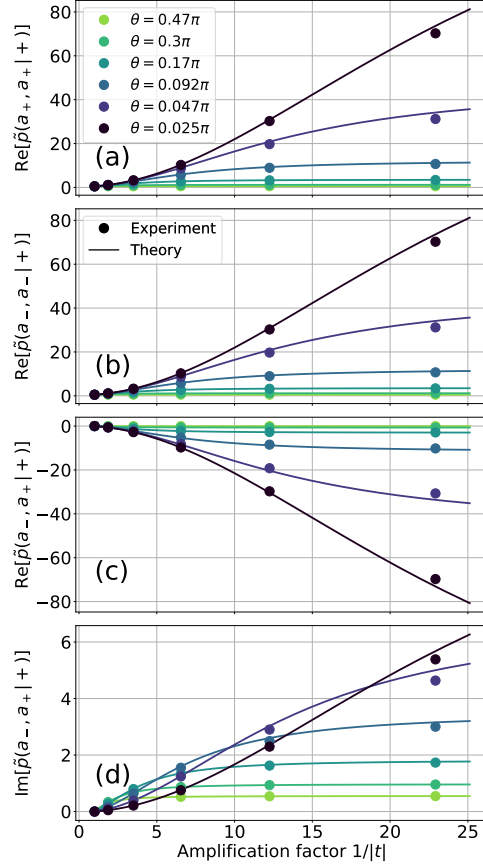 Re[p̃(a₊, a₊| +)]
80
60
40
20
0
θ = 0.47π
θ = 0.3π
θ = 0.17π
θ = 0.092π
θ = 0.047π
θ = 0.025π
(a)
Re[p̃(a₋, a₋| +)]
80
60
40
20
0
Experiment
Theory
(b)
Re[p̃(a₋, a₊| +)]
0
−20
−40
−60
−80
(c)
Im[p̃(a₋, a₊| +)]
6
4
2
0
(d)
0 5 10 15 20 25
Amplification factor 1/|t|